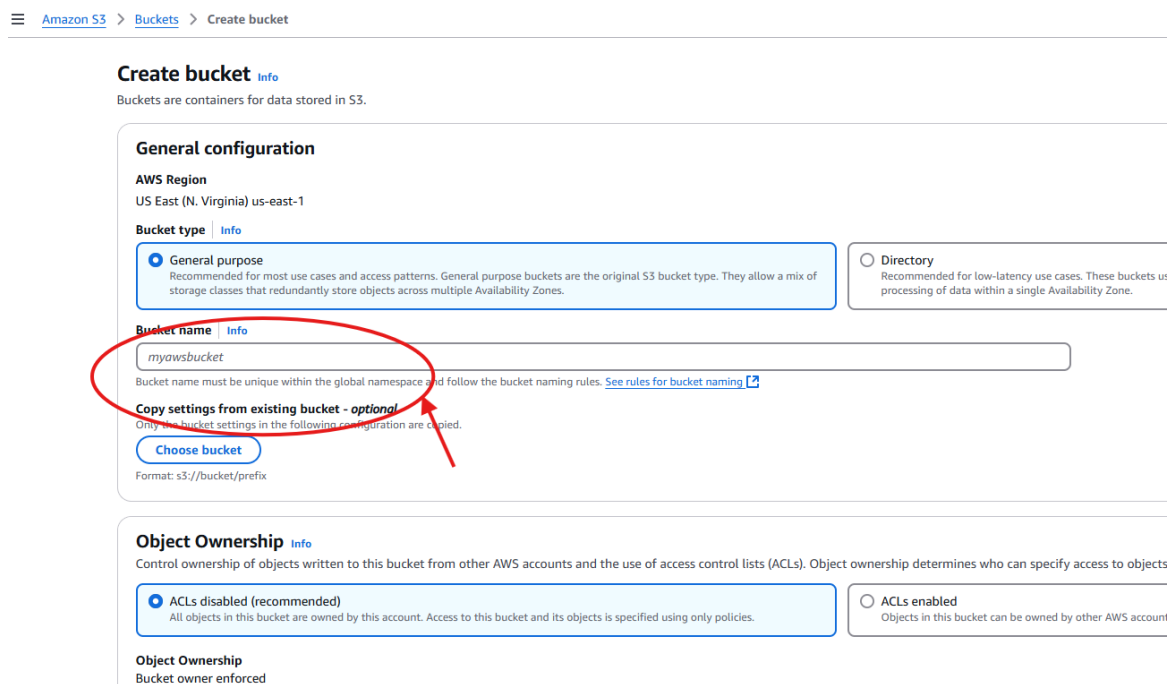 Amazon S3 > Buckets > Create bucket
Create bucket Info
Buckets are containers for data stored in S3.
General configuration
AWS Region
US East (N. Virginia) us-east-1
Bucket type Info
General purpose
Recommended for most use cases and access patterns. General purpose buckets are the original S3 bucket type. They allow a mix of
storage classes that redundantly store objects across multiple Availability Zones.
Directory
Recommended for low-latency use cases. These buckets us
processing of data within a single Availability Zone.
Bucket name Info
myawsbucket
Bucket name must be unique within the global namespace and follow the bucket naming rules. See rules for bucket naming
Copy settings from existing bucket - optional
Only the bucket settings in the following configuration are copied.
Choose bucket
Format: s3://bucket/prefix
Object Ownership Info
Control ownership of objects written to this bucket from other AWS accounts and the use of access control lists (ACLs). Object ownership determines who can specify access to objects
ACLs disabled (recommended)
All objects in this bucket are owned by this account. Access to this bucket and its objects is specified using only policies.
ACLs enabled
Objects in this bucket can be owned by other AWS account
Object Ownership
Bucket owner enforced